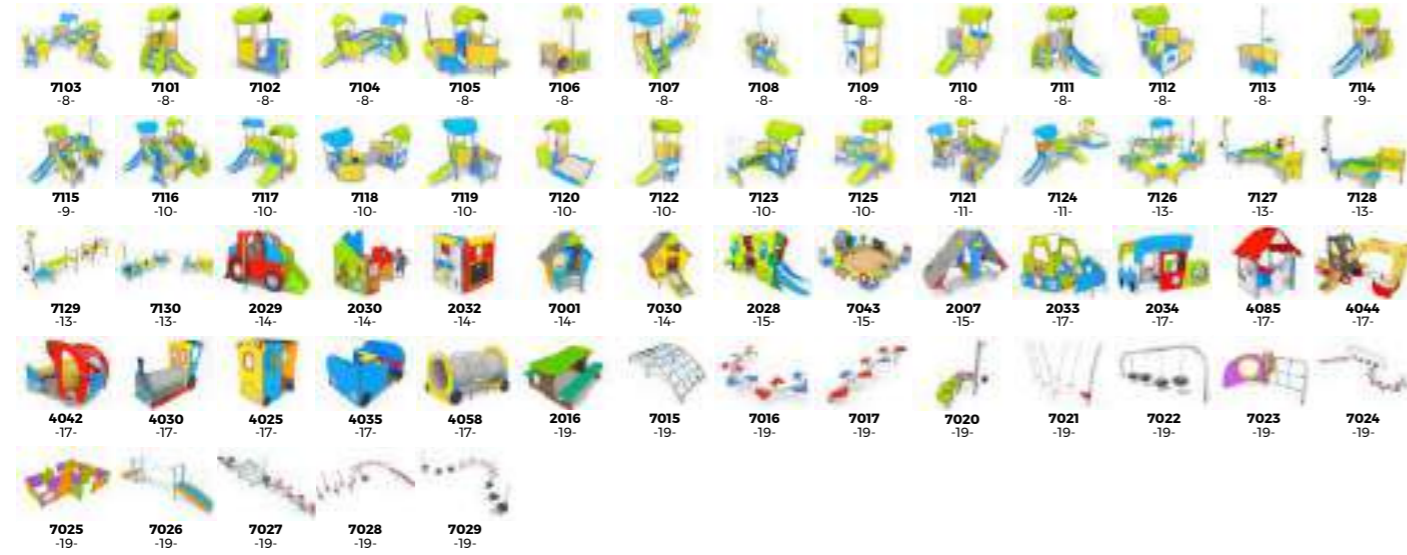 7103 7101 7102 7104 7105 7106 7107 7108 7109 7110 7111 7112 7113 7114
-8- -8- -8- -8- -8- -8- -8- -8- -8- -8- -8- -8- -8- -9-
7115 7116 7117 7118 7119 7120 7122 7123 7125 7121 7124 7126 7127 7128
-9- -10- -10- -10- -10- -10- -10- -10- -10- -11- -11- -13- -13- -13-
7129 7130 2029 2030 2032 7001 7030 2028 7043 2007 2033 2034 4085 4044
-13- -13- -14- -14- -14- -14- -14- -15- -15- -15- -17- -17- -17- -17-
4042 4030 4025 4035 4058 2016 7015 7016 7017 7020 7021 7022 7023 7024
-17- -17- -17- -17- -17- -19- -19- -19- -19- -19- -19- -19- -19- -19-
7025 7026 7027 7028 7029
-19- -19- -19- -19- -19-